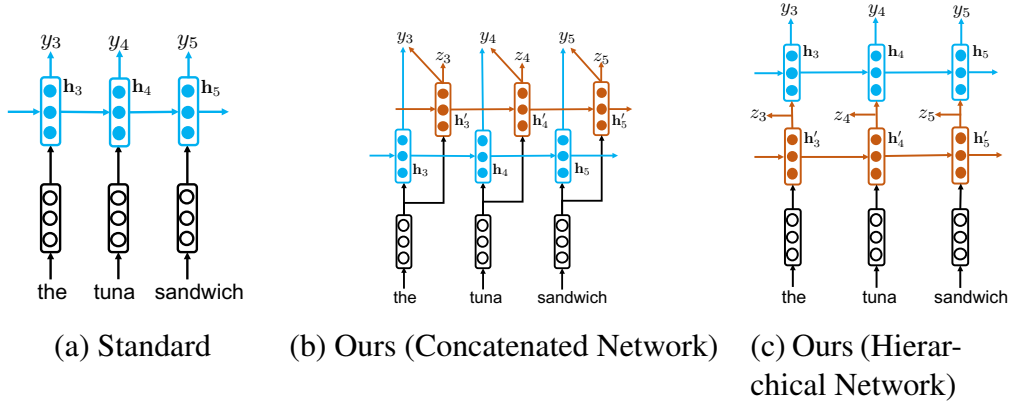 y₃ y₄ y₅
h₃ h₄ h₅
the tuna sandwich
(a) Standard
y₃ z₃ y₄ z₄ y₅ z₅
h′₃ h′₄ h′₅
h₃ h₄ h₅
the tuna sandwich
(b) Ours (Concatenated Network)
y₃ y₄ y₅
h₃ h₄ h₅
z₃ z₄ z₅
h′₃ h′₄ h′₅
the tuna sandwich
(c) Ours (Hierar-
chical Network)